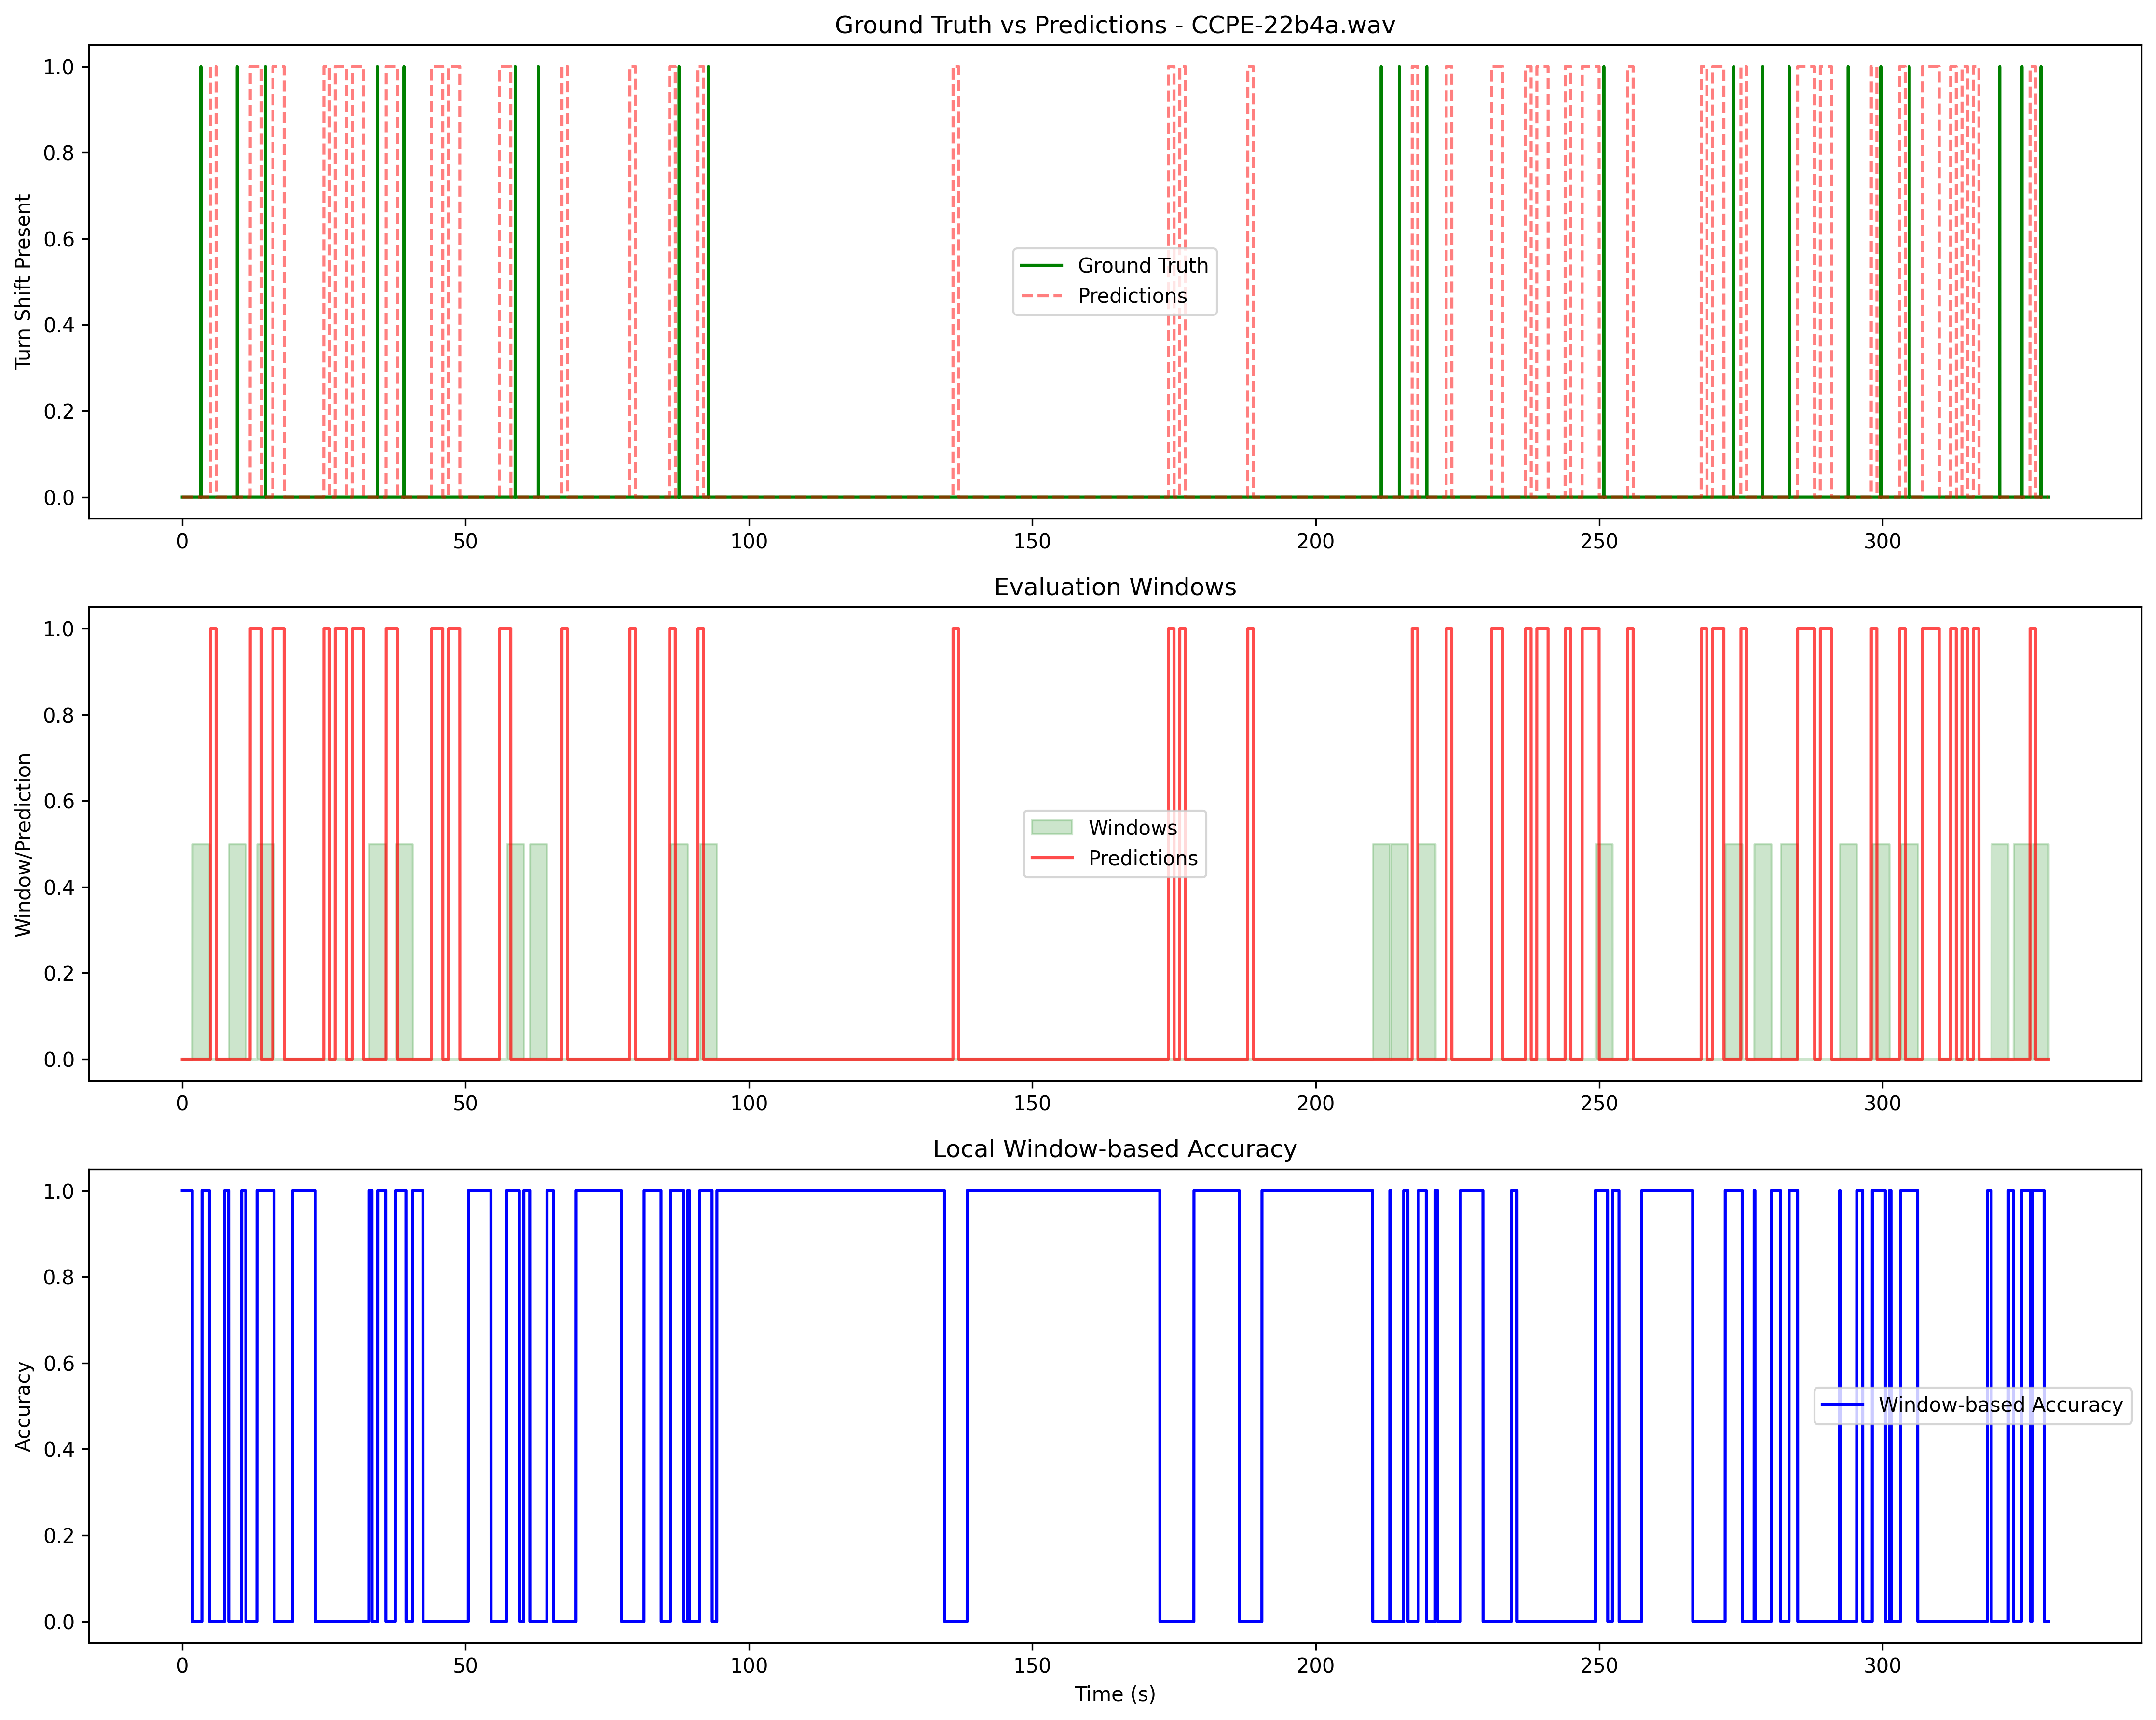 Ground Truth vs Predictions - CCPE-22b4a.wav
1.0
0.8
0.6
0.4
0.2
0.0
Turn Shift Present
Ground Truth
Predictions
0 50 100 150 200 250 300
Evaluation Windows
1.0
0.8
0.6
0.4
0.2
0.0
Window/Prediction
Windows
Predictions
0 50 100 150 200 250 300
Local Window-based Accuracy
1.0
0.8
0.6
0.4
0.2
0.0
Accuracy
Window-based Accuracy
0 50 100 150 200 250 300
Time (s)